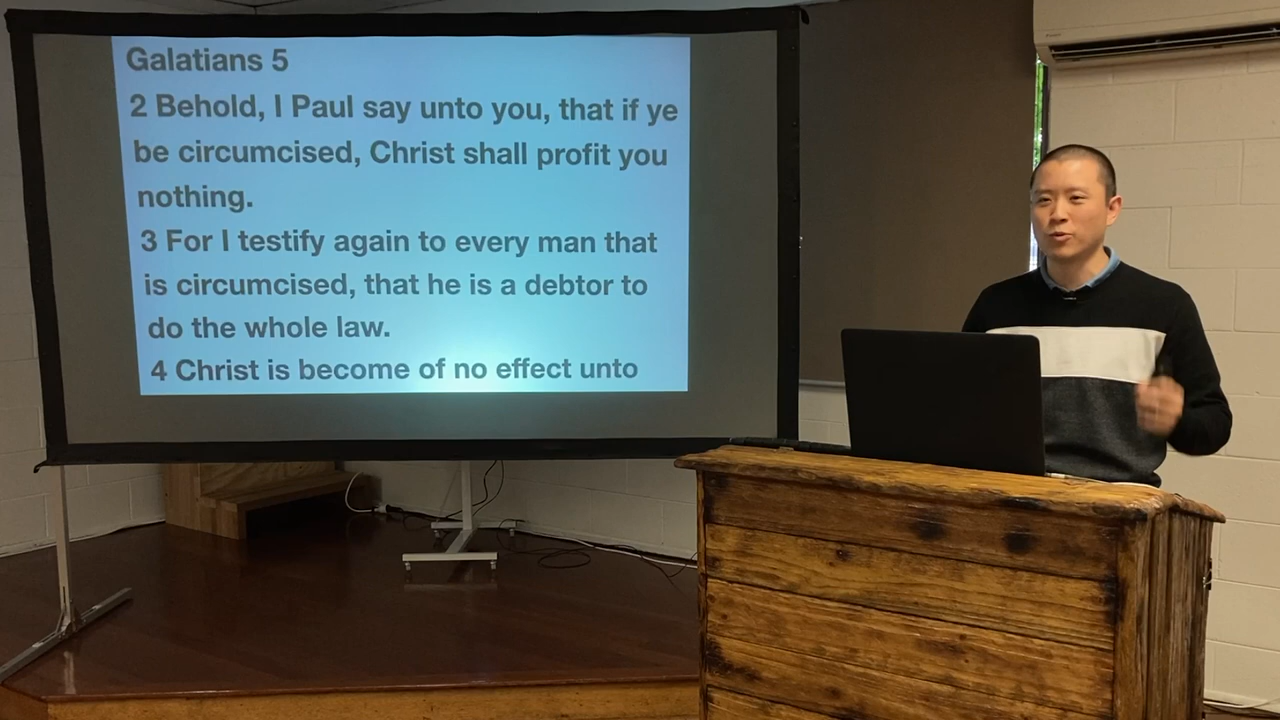 Galatians 5
2 Behold, I Paul say unto you, that if ye
be circumcised, Christ shall profit you
nothing.
3 For I testify again to every man that
is circumcised, that he is a debtor to
do the whole law.
4 Christ is become of no effect unto